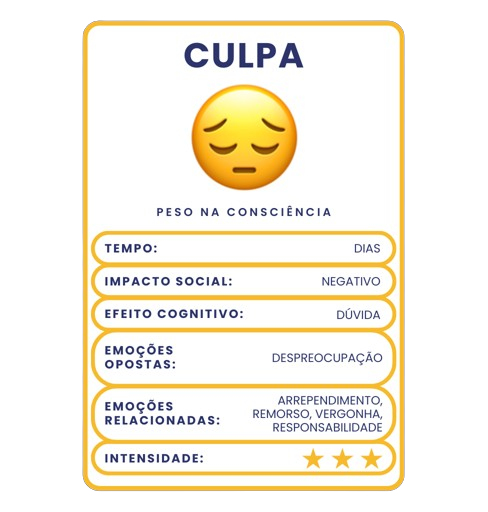 CULPA
PESO NA CONSCIÊNCIA
TEMPO: DIAS
IMPACTO SOCIAL: NEGATIVO
EFEITO COGNITIVO: DÚVIDA
EMOÇÕES
OPOSTAS:
DESPREOCUPAÇÃO
EMOÇÕES
RELACIONADAS:
ARREPENDIMENTO,
REMORSO, VERGONHA,
RESPONSABILIDADE
INTENSIDADE: